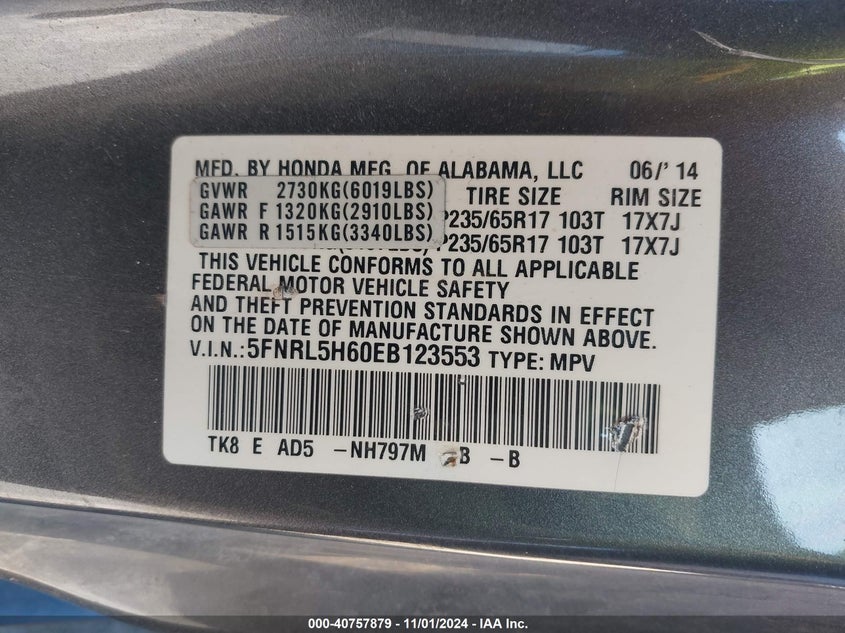 MFD. BY HONDA MFG. OF ALABAMA, LLC 06/'14
GVWR 2730KG(6019LBS) TIRE SIZE RIM SIZE
GAWR F 1320KG(2910LBS) P235/65R17 103T 17X7J
GAWR R 1515KG(3340LBS) P235/65R17 103T 17X7J
THIS VEHICLE CONFORMS TO ALL APPLICABLE
FEDERAL MOTOR VEHICLE SAFETY
AND THEFT PREVENTION STANDARDS IN EFFECT
ON THE DATE OF MANUFACTURE SHOWN ABOVE.
V.I.N.:5FNRL5H60EB123553 TYPE: MPV
TK8 E AD5 -NH797M B -B
000-40757879 - 11/01/2024 - IAA Inc.